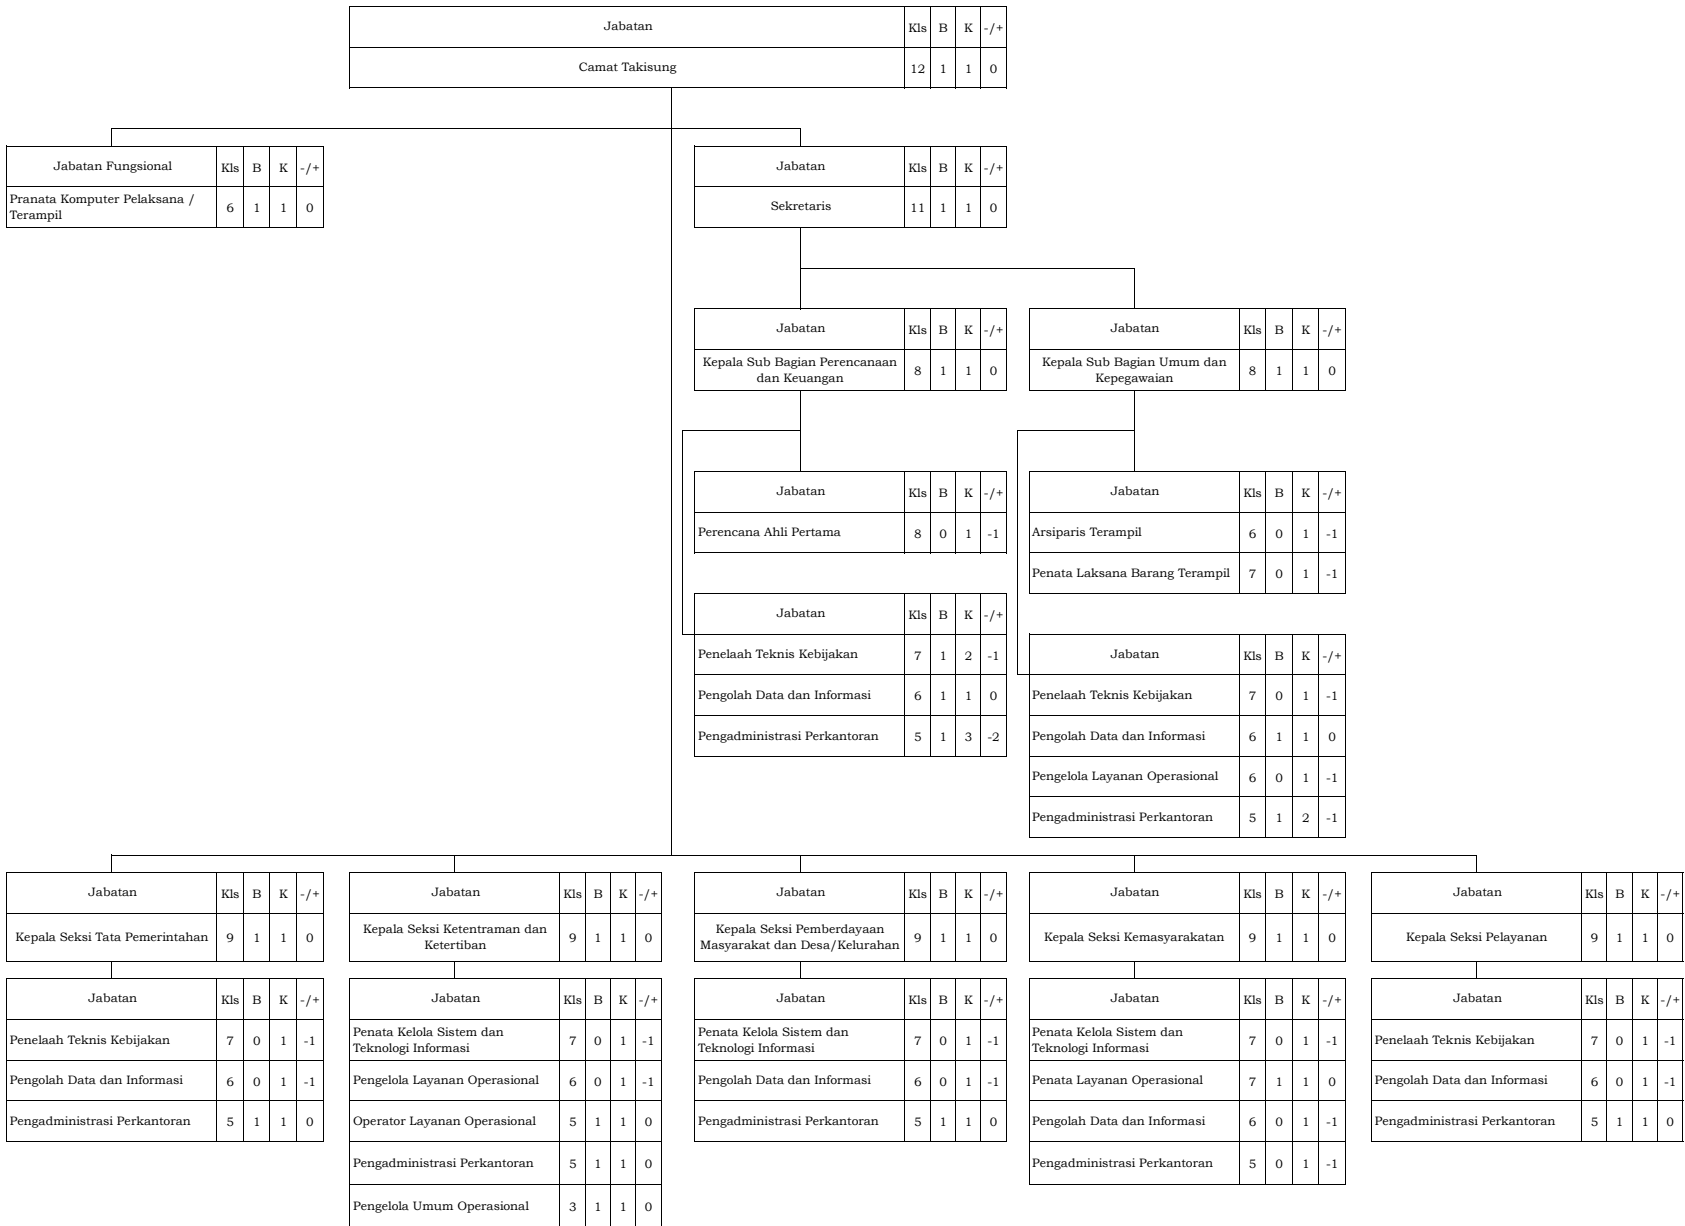 Jabatan Kls B K -/+
Camat Takisung 12 1 1 0
Jabatan Fungsional Kls B K -/+
Pranata Komputer Pelaksana /
Terampil 6 1 1 0
Jabatan Kls B K -/+
Sekretaris 11 1 1 0
Jabatan Kls B K -/+
Kepala Sub Bagian Perencanaan
dan Keuangan 8 1 1 0
Jabatan Kls B K -/+
Kepala Sub Bagian Umum dan
Kepegawaian 8 1 1 0
Jabatan Kls B K -/+
Perencana Ahli Pertama 8 0 1 -1
Jabatan Kls B K -/+
Penelaah Teknis Kebijakan 7 1 2 -1
Pengolah Data dan Informasi 6 1 1 0
Pengadministrasi Perkantoran 5 1 3 -2
Jabatan Kls B K -/+
Arsiparis Terampil 6 0 1 -1
Penata Laksana Barang Terampil 7 0 1 -1
Jabatan Kls B K -/+
Penelaah Teknis Kebijakan 7 0 1 -1
Pengolah Data dan Informasi 6 1 1 0
Pengelola Layanan Operasional 6 0 1 -1
Pengadministrasi Perkantoran 5 1 2 -1
Jabatan Kls B K -/+
Kepala Seksi Tata Pemerintahan 9 1 1 0
Jabatan Kls B K -/+
Penelaah Teknis Kebijakan 7 0 1 -1
Pengolah Data dan Informasi 6 0 1 -1
Pengadministrasi Perkantoran 5 1 1 0
Jabatan Kls B K -/+
Kepala Seksi Ketentraman dan
Ketertiban 9 1 1 0
Jabatan Kls B K -/+
Penata Kelola Sistem dan
Teknologi Informasi 7 0 1 -1
Pengelola Layanan Operasional 6 0 1 -1
Operator Layanan Operasional 5 1 1 0
Pengadministrasi Perkantoran 5 1 1 0
Pengelola Umum Operasional 3 1 1 0
Jabatan Kls B K -/+
Kepala Seksi Pemberdayaan
Masyarakat dan Desa/Kelurahan 9 1 1 0
Jabatan Kls B K -/+
Penata Kelola Sistem dan
Teknologi Informasi 7 0 1 -1
Pengolah Data dan Informasi 6 0 1 -1
Pengadministrasi Perkantoran 5 1 1 0
Jabatan Kls B K -/+
Kepala Seksi Kemasyarakatan 9 1 1 0
Jabatan Kls B K -/+
Penata Kelola Sistem dan
Teknologi Informasi 7 0 1 -1
Penata Layanan Operasional 7 1 1 0
Pengolah Data dan Informasi 6 0 1 -1
Pengadministrasi Perkantoran 5 0 1 -1
Jabatan Kls B K -/+
Kepala Seksi Pelayanan 9 1 1 0
Jabatan Kls B K -/+
Penelaah Teknis Kebijakan 7 0 1 -1
Pengolah Data dan Informasi 6 0 1 -1
Pengadministrasi Perkantoran 5 1 1 0